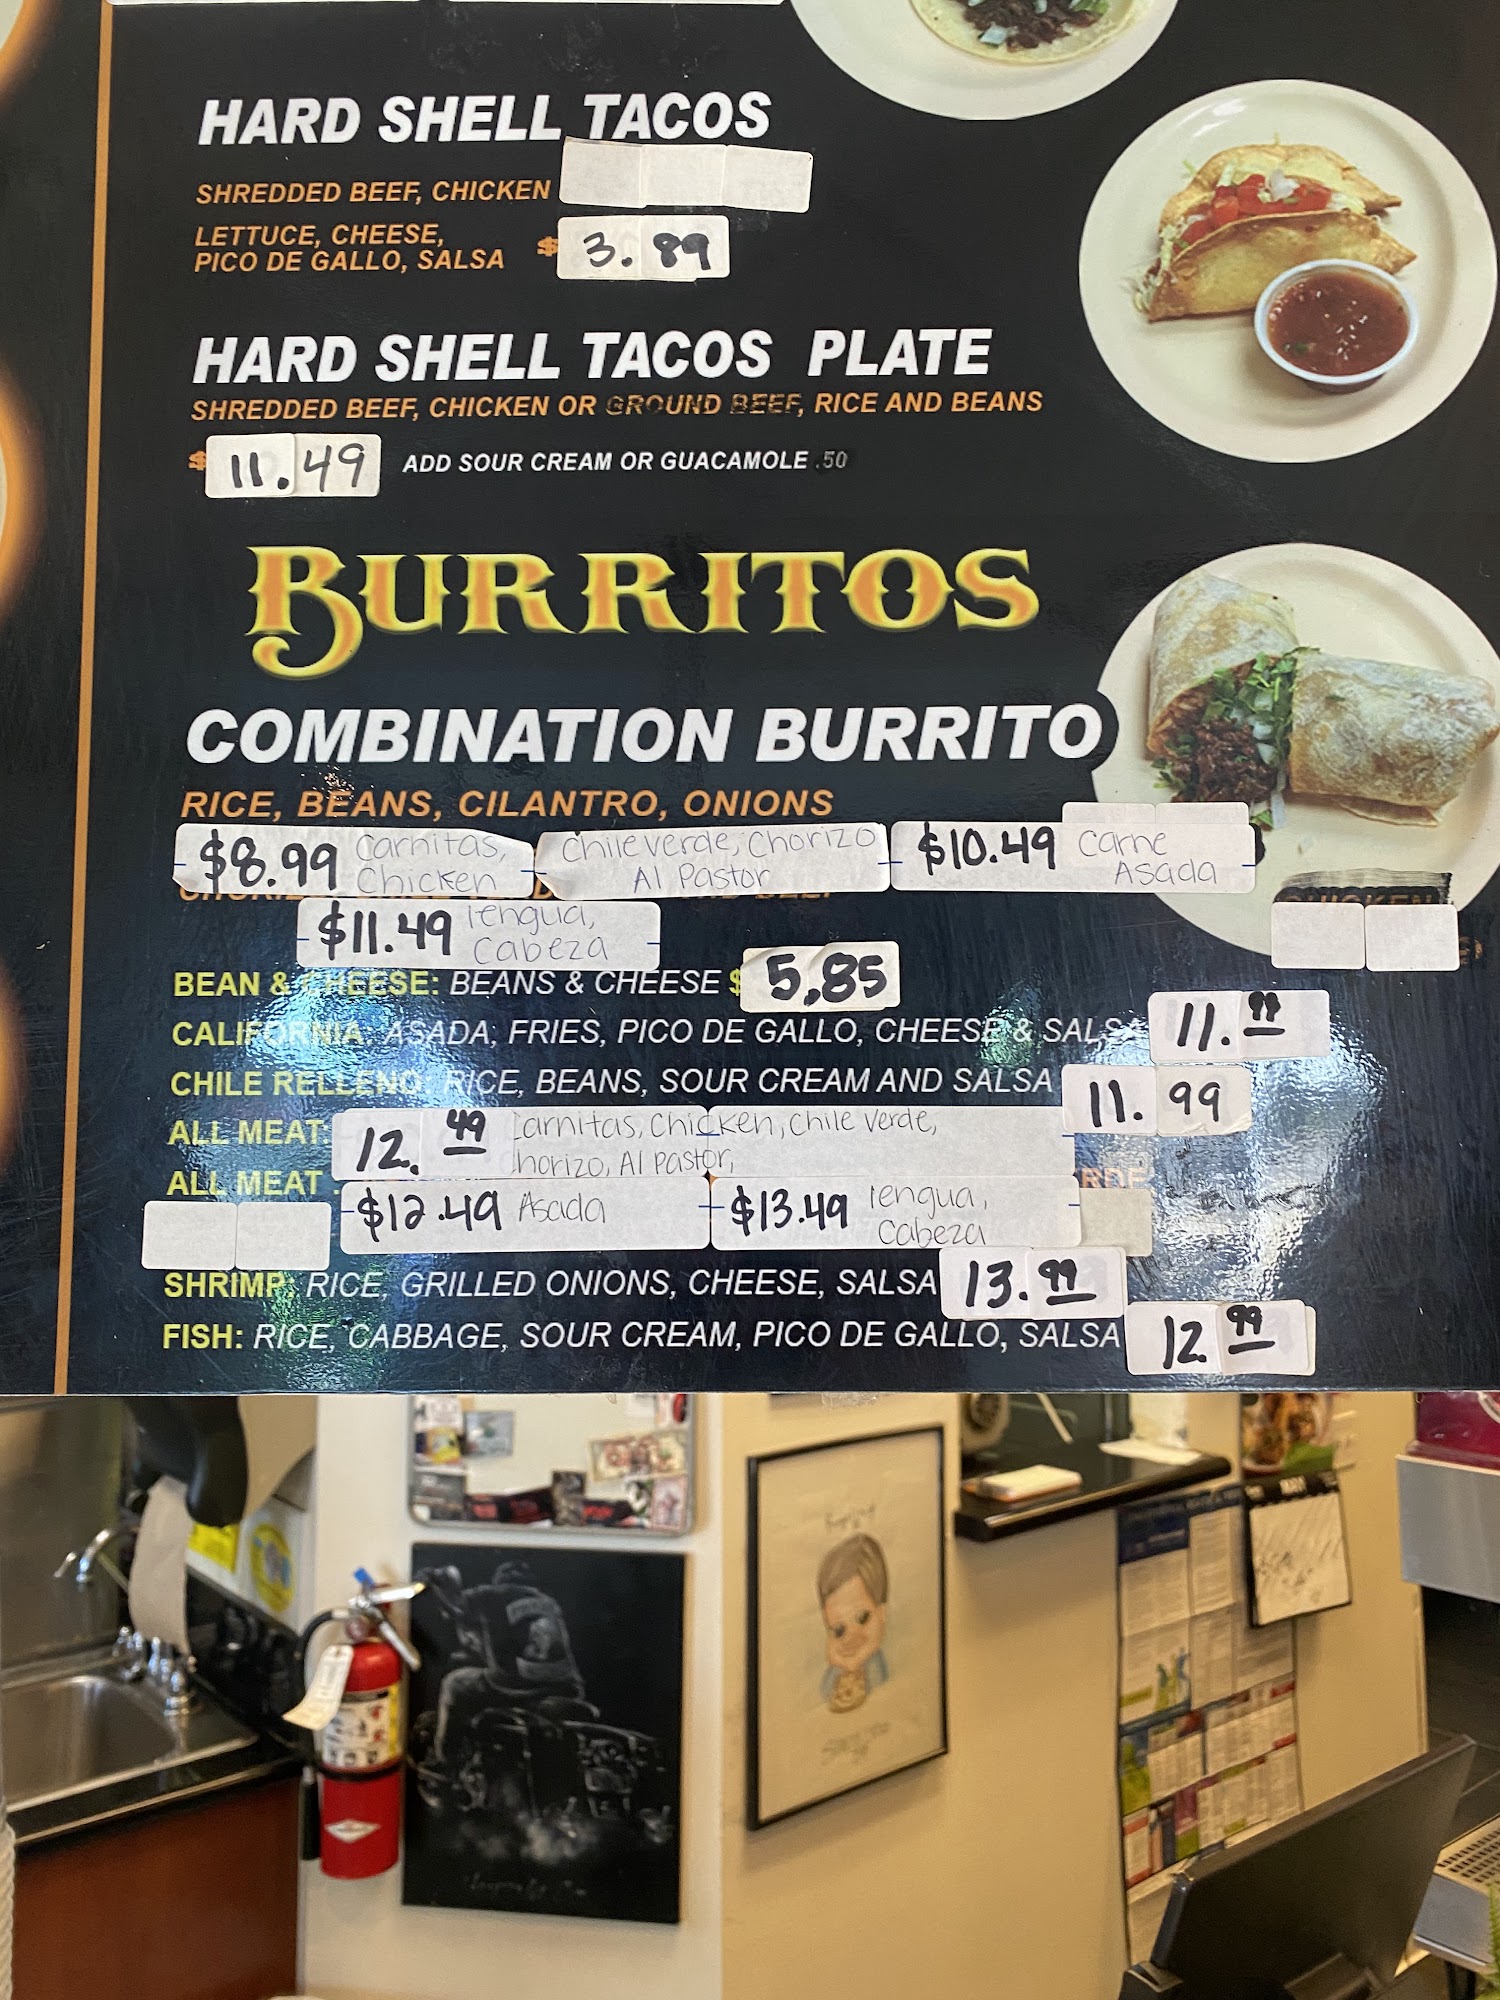 HARD SHELL TACOS
SHREDDED BEEF, CHICKEN
LETTUCE, CHEESE,
PICO DE GALLO, SALSA $ 3.89
HARD SHELL TACOS PLATE
SHREDDED BEEF, CHICKEN OR GROUND BEEF, RICE AND BEANS
$ 11.49 ADD SOUR CREAM OR GUACAMOLE .50
BURRITOS
COMBINATION BURRITO
RICE, BEANS, CILANTRO, ONIONS
$8.99 Carnitas, Chicken
Chile verde, Chorizo Al Pastor
$10.49 Carne Asada
$11.49 lengua, Cabeza
CHICKEN
BEAN & CHEESE: BEANS & CHEESE $ 5.85
CALIFORNIA: ASADA, FRIES, PICO DE GALLO, CHEESE & SALSA 11.99
CHILE RELLENO: RICE, BEANS, SOUR CREAM AND SALSA 11.99
ALL MEAT: 12.49 Carnitas, Chicken, Chile Verde,
Chorizo, Al Pastor,
ALL MEAT
$12.49 Asada $13.49 lengua, Cabeza
SHRIMP: RICE, GRILLED ONIONS, CHEESE, SALSA 13.99
FISH: RICE, CABBAGE, SOUR CREAM, PICO DE GALLO, SALSA 12.99
MAY